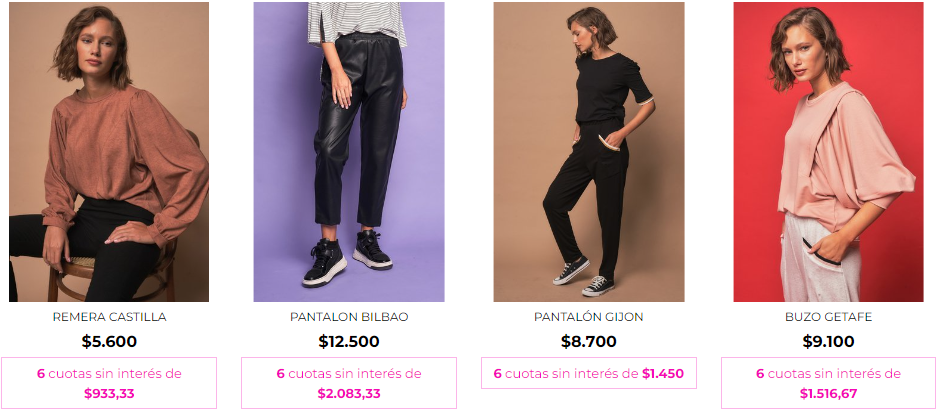 REMERA CASTILLA
$5.600
6 cuotas sin interés de
$933,33
PANTALON BILBAO
$12.500
6 cuotas sin interés de
$2.083,33
PANTALÓN GIJON
$8.700
6 cuotas sin interés de $1.450
BUZO GETAFE
$9.100
6 cuotas sin interés de
$1.516,67